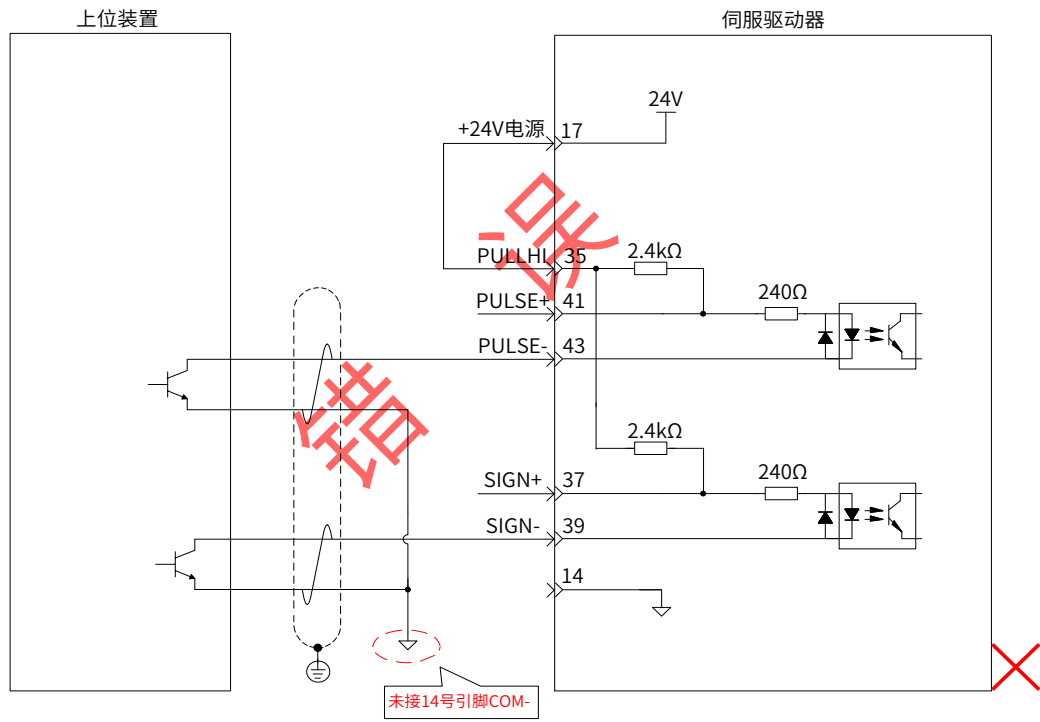 上位装置
伺服驱动器
24V
+24V电源
17
PULLHI
35
2.4kΩ
PULSE+
41
240Ω
PULSE-
43
错误
2.4kΩ
SIGN+
37
240Ω
SIGN-
39
14
未接14号引脚COM-